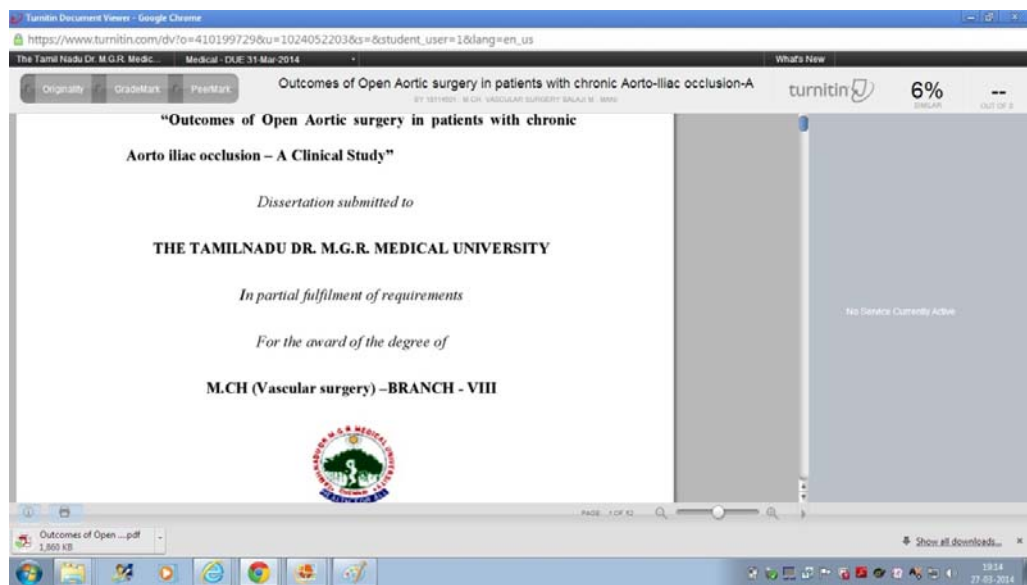 Turnitin Document Viewer - Google Chrome
https://www.turnitin.com/dv?o=410199729&u=1024052203&s=&student_user=1&lang=en_us
The Tamil Nadu Dr. M.G.R. Medic... Medical - DUE 31-Mar-2014 What's New
Originality GradeMark PeerMark
Outcomes of Open Aortic surgery in patients with chronic Aorto-Iliac occlusion-A
VASCULAR SURGERY BALAJI M
turnitin
6%
SIMILAR
--
OUT OF 0
“Outcomes of Open Aortic surgery in patients with chronic
Aorto iliac occlusion – A Clinical Study”
Dissertation submitted to
THE TAMILNADU DR. M.G.R. MEDICAL UNIVERSITY
In partial fulfilment of requirements
For the award of the degree of
M.CH (Vascular surgery) –BRANCH - VIII
No Service Currently Active
PAGE: 1 OF 52
Outcomes of Open ....pdf
1,860 KB
Show all downloads...
19:14
27-03-2014